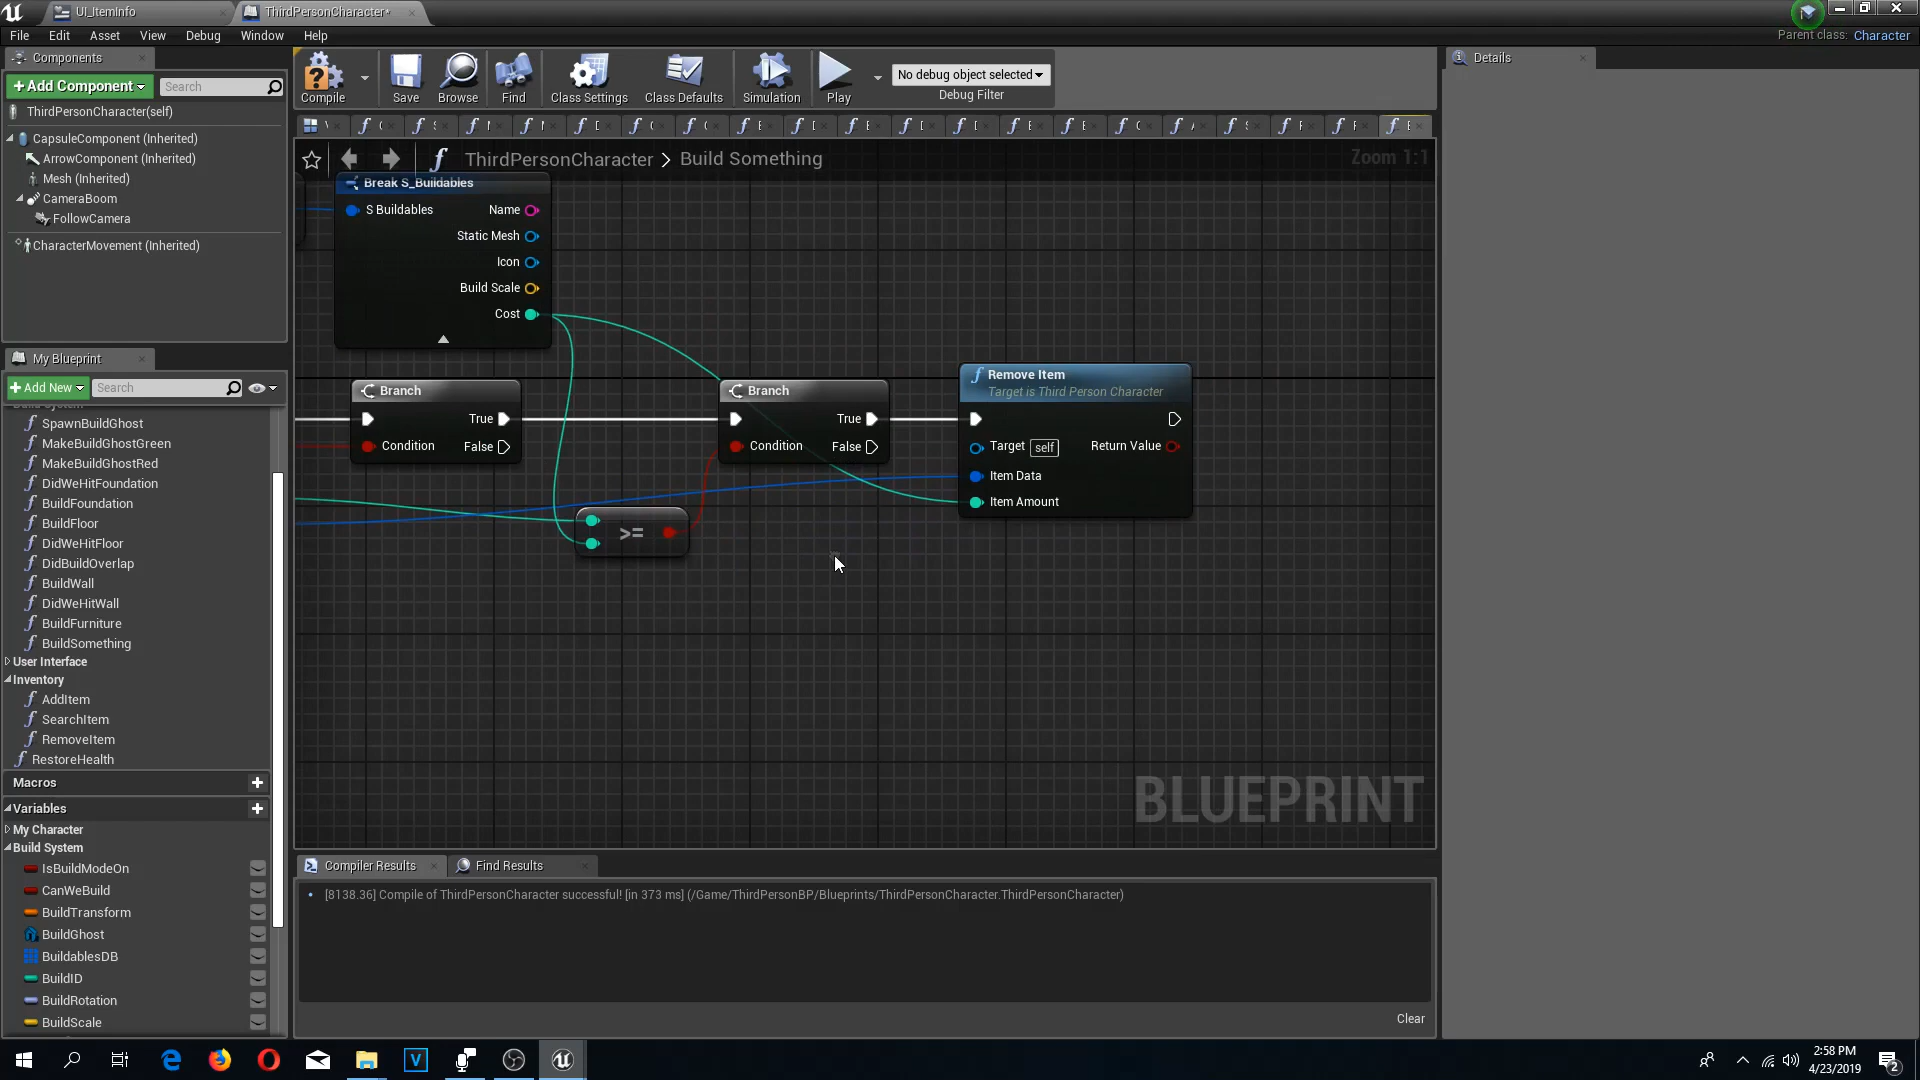 UI_ItemInfo
ThirdPersonCharacter*
File Edit Asset View Debug Window Help
Parent class: Character
Components
+Add Component
Search
ThirdPersonCharacter(self)
CapsuleComponent (Inherited)
ArrowComponent (Inherited)
Mesh (Inherited)
CameraBoom
FollowCamera
CharacterMovement (Inherited)
My Blueprint
+Add New
Search
SpawnBuildGhost
MakeBuildGhostGreen
MakeBuildGhostRed
DidWeHitFoundation
BuildFoundation
BuildFloor
DidWeHitFloor
DidBuildOverlap
BuildWall
DidWeHitWall
BuildFurniture
BuildSomething
User Interface
Inventory
AddItem
SearchItem
RemoveItem
RestoreHealth
Macros
Variables
My Character
Build System
IsBuildModeOn
CanWeBuild
BuildTransform
BuildGhost
BuildablesDB
BuildID
BuildRotation
BuildScale
Compile
Save
Browse
Find
Class Settings
Class Defaults
Simulation
Play
No debug object selected
Debug Filter
ThirdPersonCharacter > Build Something
Zoom 1:1
Break S_Buildables
S Buildables
Name
Static Mesh
Icon
Build Scale
Cost
Branch
True
Condition
False
>=
Branch
True
Condition
False
Remove Item
Target is Third Person Character
Target self
Return Value
Item Data
Item Amount
BLUEPRINT
Compiler Results
Find Results
[8138.36] Compile of ThirdPersonCharacter successful! [in 373 ms] (/Game/ThirdPersonBP/Blueprints/ThirdPersonCharacter.ThirdPersonCharacter)
Clear
Details
2:58 PM
4/23/2019
2